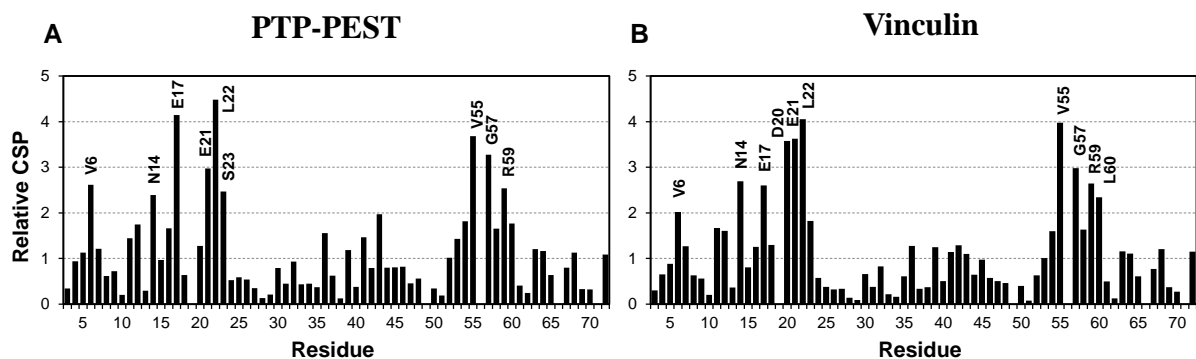 A PTP-PEST
B Vinculin
Relative CSP
5
4
3
2
1
0
V6
N14
E17
E21
L22
S23
V55
G57
R59
5 10 15 20 25 30 35 40 45 50 55 60 65 70
Residue
5
4
3
2
1
0
V6
N14
E17
D20
E21
L22
V55
G57
R59
L60
5 10 15 20 25 30 35 40 45 50 55 60 65 70
Residue